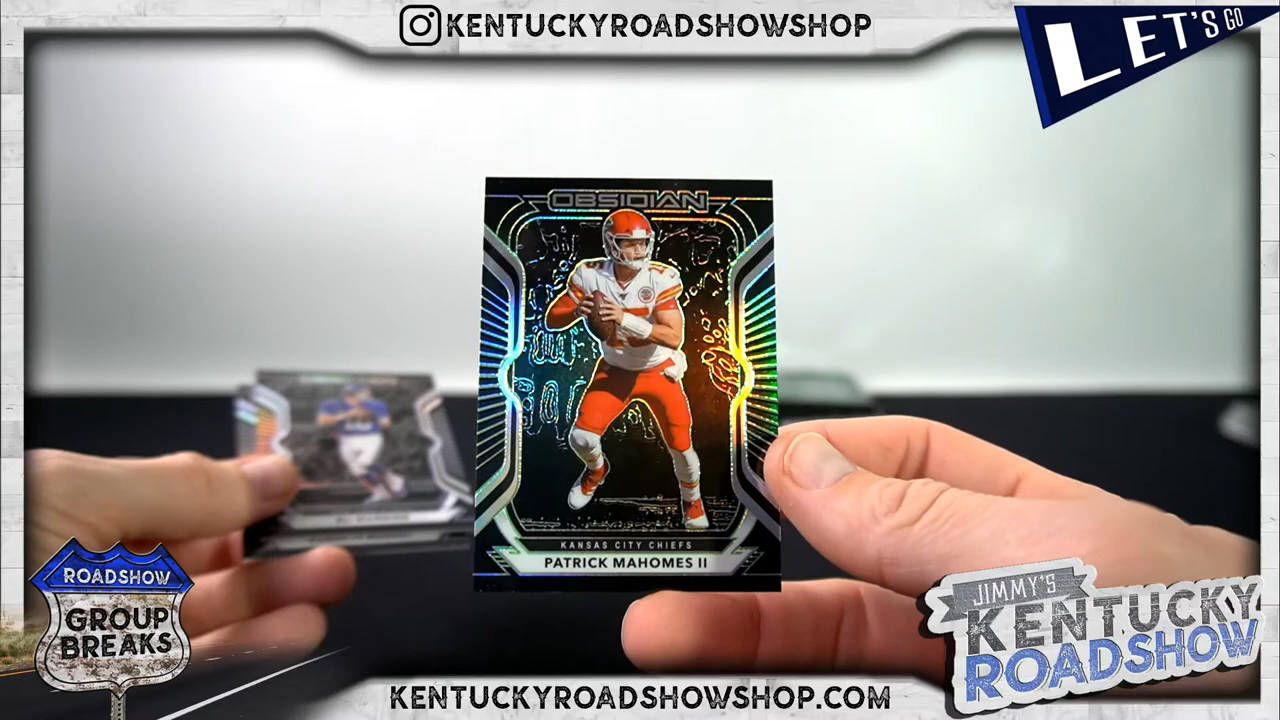 KENTUCKYROADSHOWSHOP
LET'S GO
OBSIDIAN
KANSAS CITY CHIEFS
PATRICK MAHOMES II
ROADSHOW
GROUP
BREAKS
JIMMY'S
KENTUCKY
ROADSHOW
KENTUCKYROADSHOWSHOP.COM